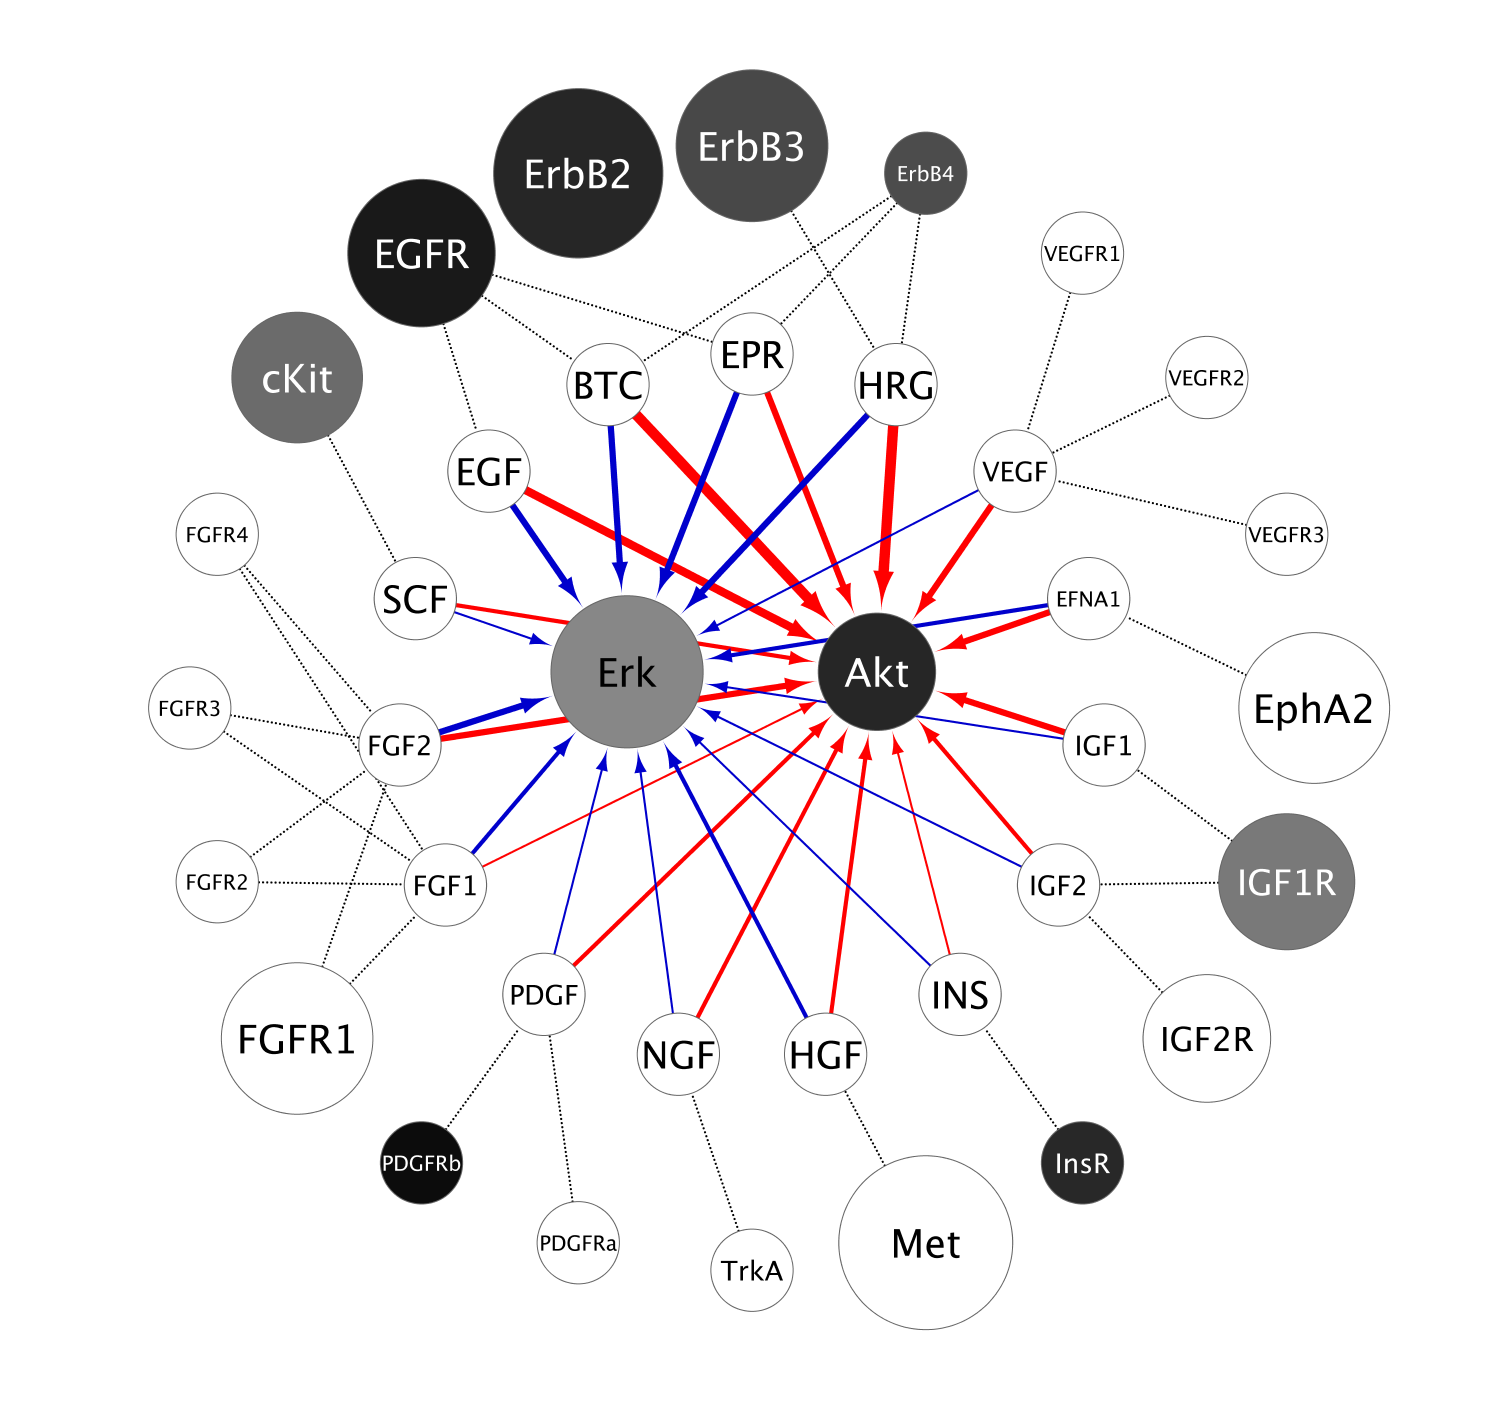 ErbB3
ErbB2
ErbB4
EGFR
VEGFR1
cKit
EPR
BTC
HRG
VEGFR2
EGF
VEGF
FGFR4
VEGFR3
SCF
EFNA1
Erk
Akt
FGFR3
EphA2
FGF2
IGF1
FGFR2
FGF1
IGF2
IGF1R
PDGF
INS
FGFR1
IGF2R
NGF
HGF
PDGFRb
InsR
PDGFRa
Met
TrkA